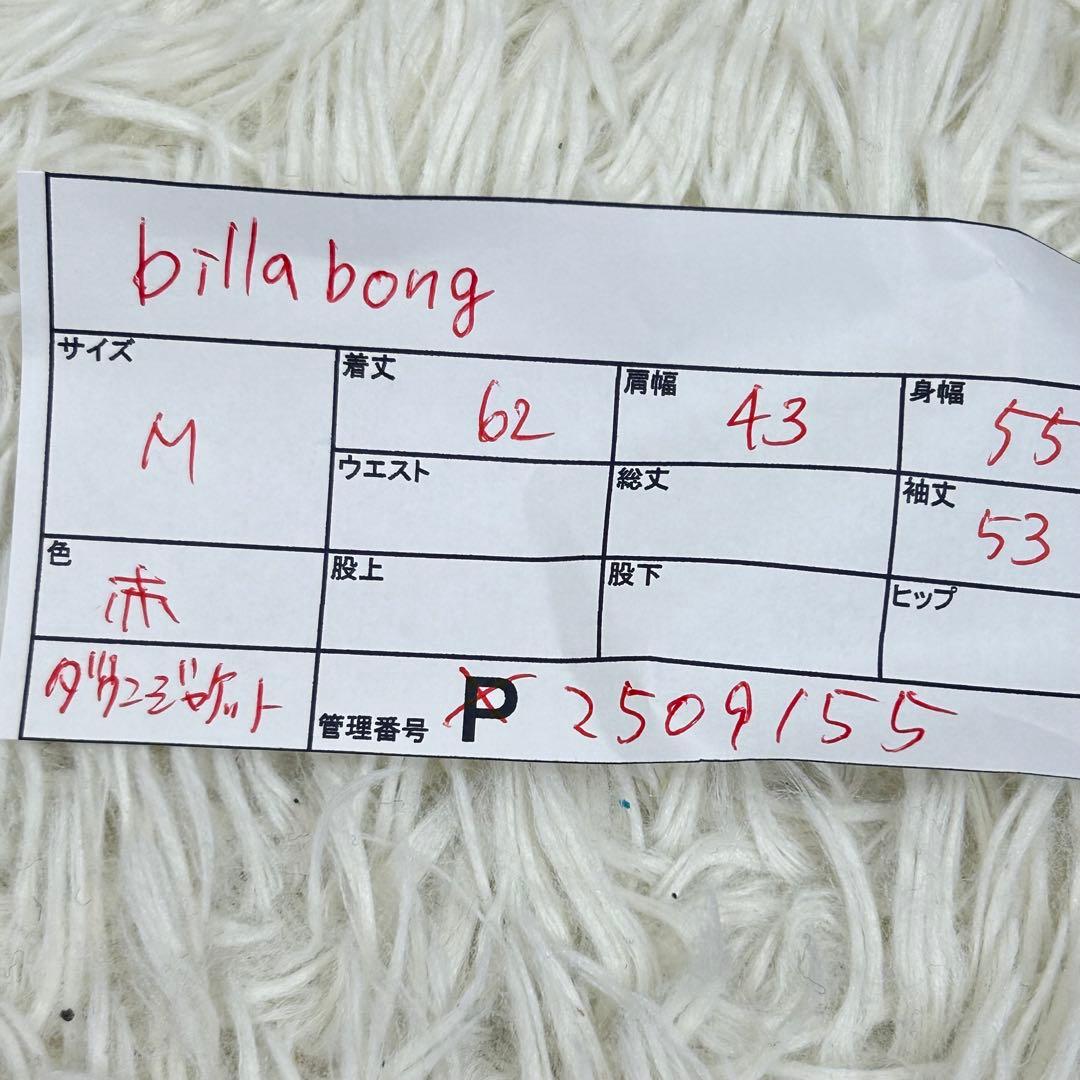 billabong
サイズ M
着丈 62
肩幅 43
身幅 55
ウエスト
総丈
袖丈 53
色 赤
股上
股下
ヒップ
ダウンジャケット
管理番号 P 2509155